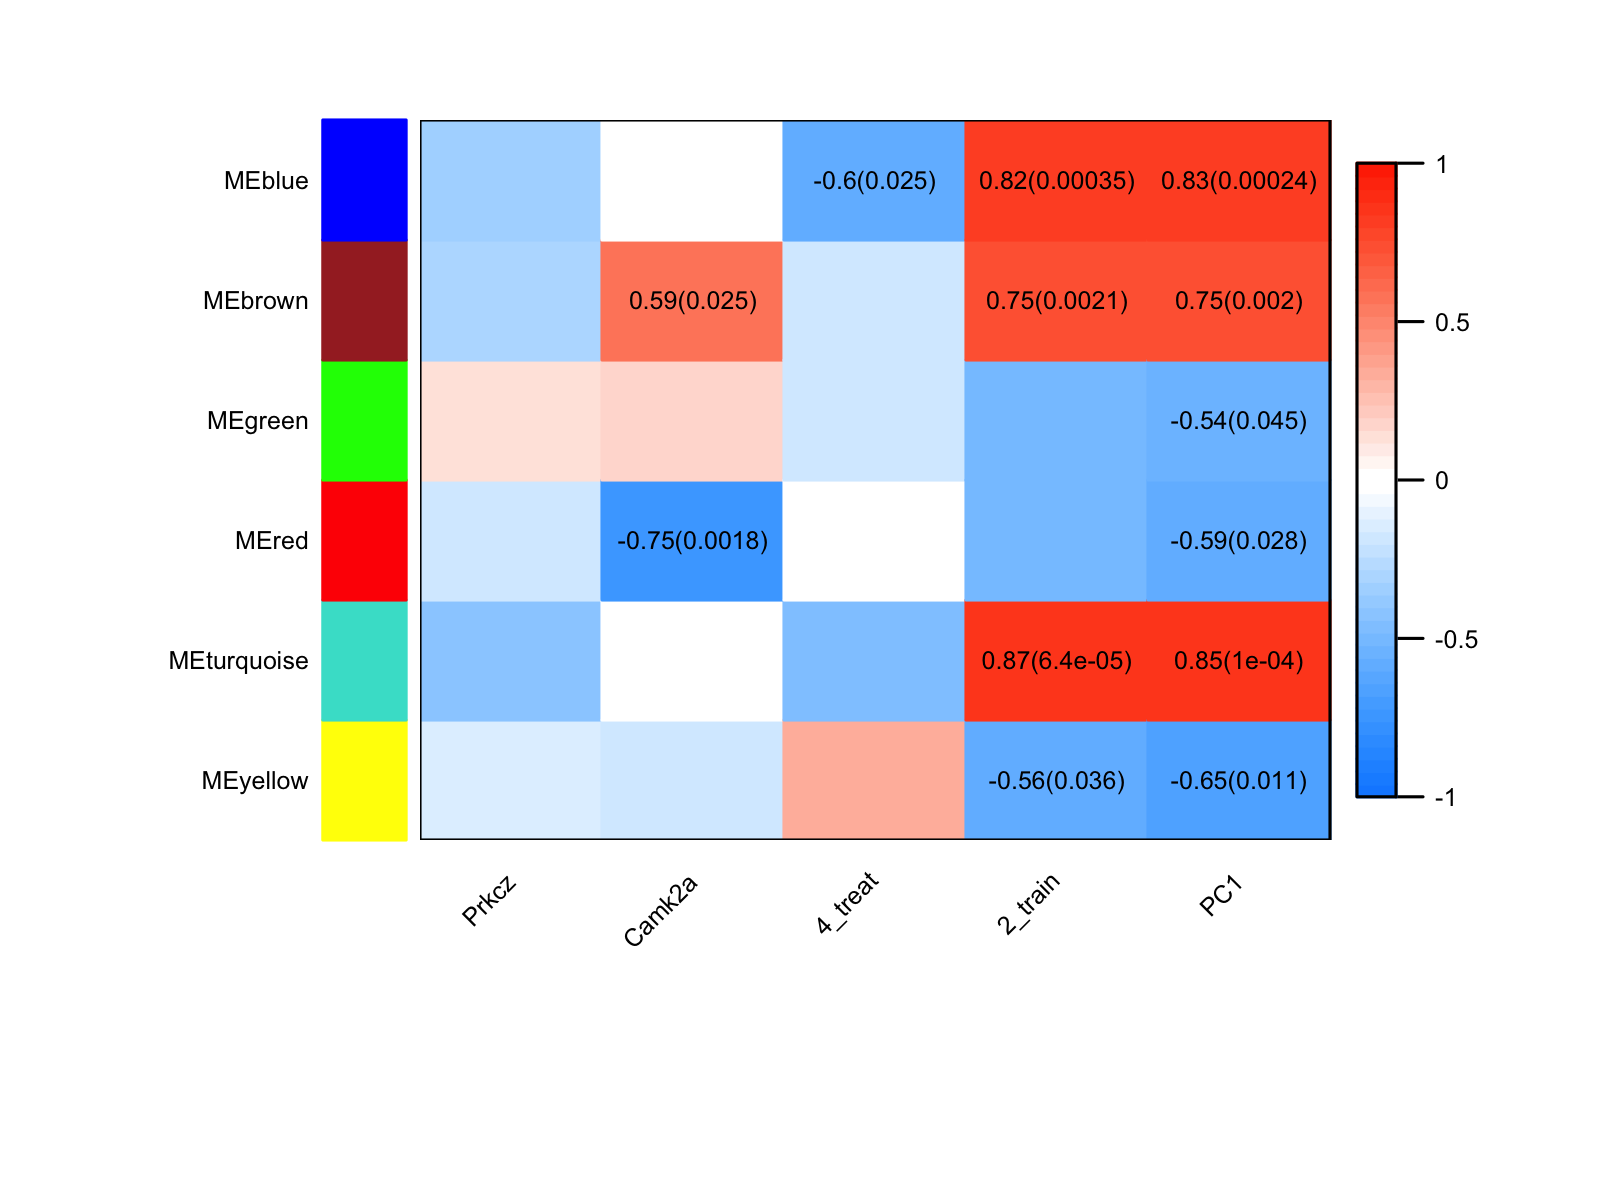 MEblue -0.6(0.025) 0.82(0.00035) 0.83(0.00024)
1
MEbrown 0.59(0.025) 0.75(0.0021) 0.75(0.002)
0.5
MEgreen -0.54(0.045)
0
MEred -0.75(0.0018) -0.59(0.028)
-0.5
MEturquoise 0.87(6.4e-05) 0.85(1e-04)
MEyellow -0.56(0.036) -0.65(0.011)
-1
Prkcz Camk2a 4_treat 2_train PC1